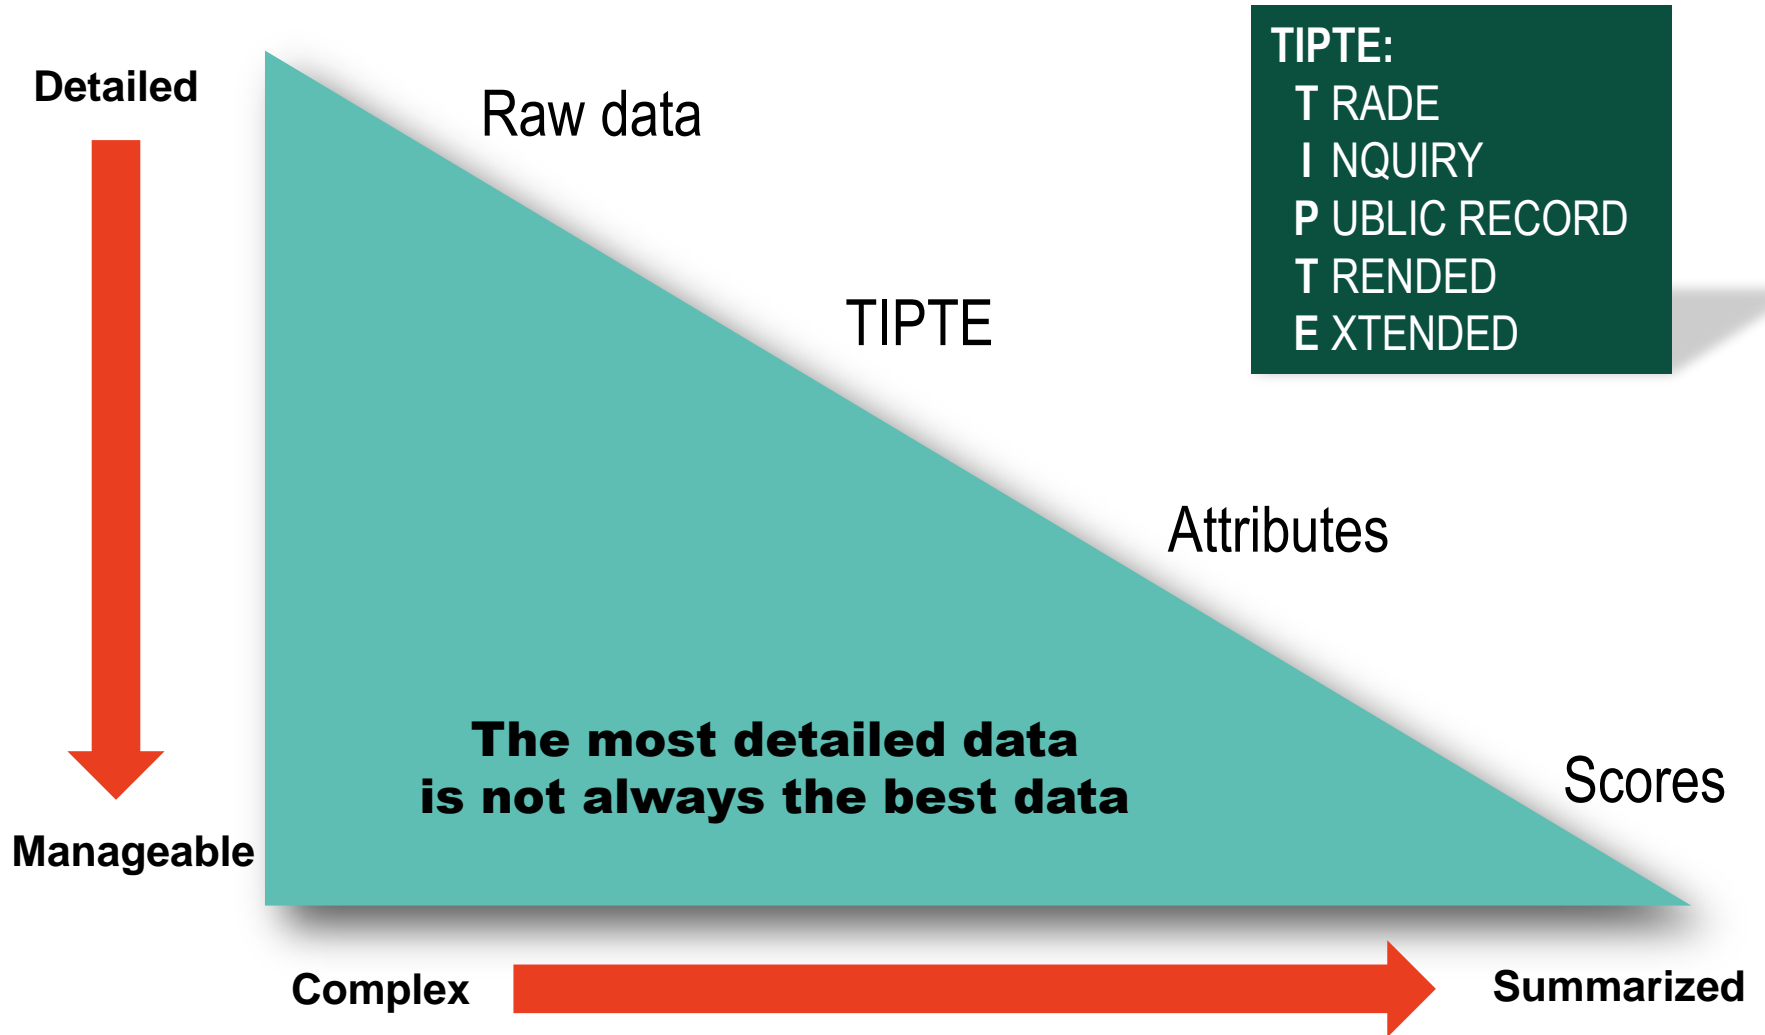 Detailed
Raw data
TIPTE:
T RADE
I NQUIRY
P UBLIC RECORD
T RENDED
E XTENDED
TIPTE
Attributes
The most detailed data
is not always the best data
Scores
Manageable
Complex
Summarized